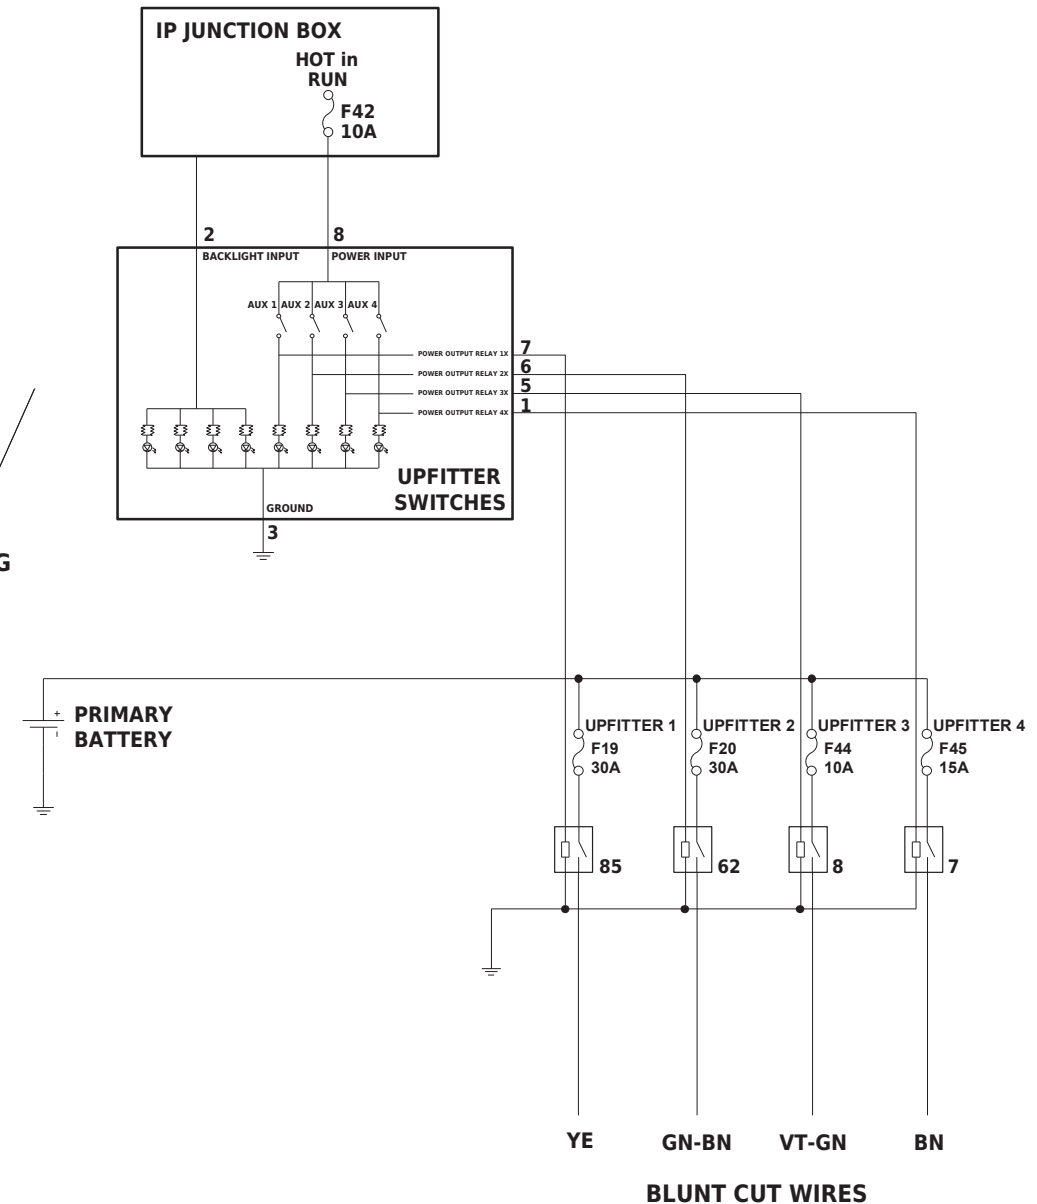 IP JUNCTION BOX
HOT in
RUN
F42
10A
2
8
BACKLIGHT INPUT
POWER INPUT
AUX 1
AUX 2
AUX 3
AUX 4
POWER OUTPUT RELAY 1X
7
POWER OUTPUT RELAY 2X
6
POWER OUTPUT RELAY 3X
5
POWER OUTPUT RELAY 4X
1
UPFITTER
SWITCHES
GROUND
3
G
+
PRIMARY
BATTERY
-
UPFITTER 1
F19
30A
UPFITTER 2
F20
30A
UPFITTER 3
F44
10A
UPFITTER 4
F45
15A
85
62
8
7
YE
GN-BN
VT-GN
BN
BLUNT CUT WIRES